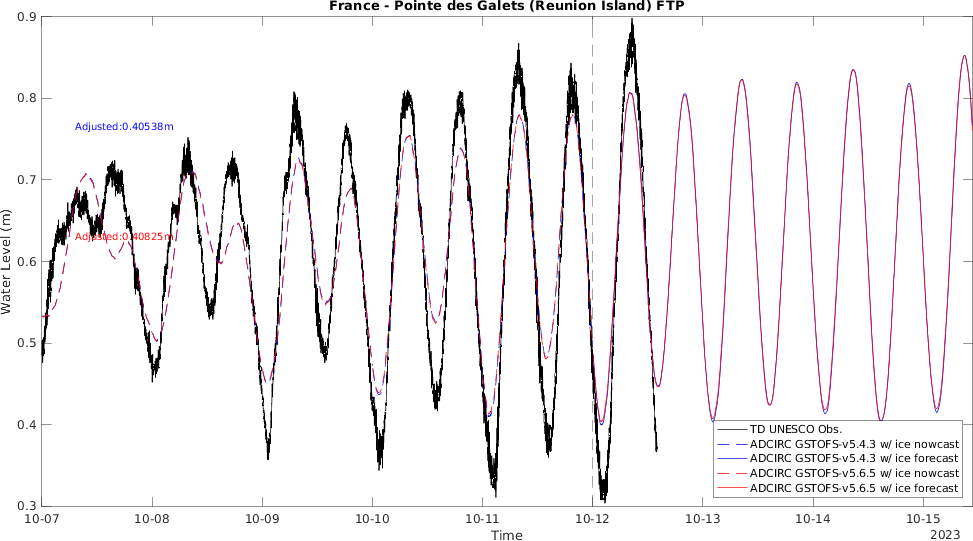 France - Pointe des Galets (Reunion Island) FTP
0.9
0.8
0.7
0.6
0.5
0.4
0.3
Water Level (m)
Adjusted:0.40538m
Adjusted:0.40825m
TD UNESCO Obs.
ADCIRC GSTOFS-v5.4.3 w/ ice nowcast
ADCIRC GSTOFS-v5.4.3 w/ ice forecast
ADCIRC GSTOFS-v5.6.5 w/ ice nowcast
ADCIRC GSTOFS-v5.6.5 w/ ice forecast
10-07 10-08 10-09 10-10 10-11 10-12 10-13 10-14 10-15
Time
2023